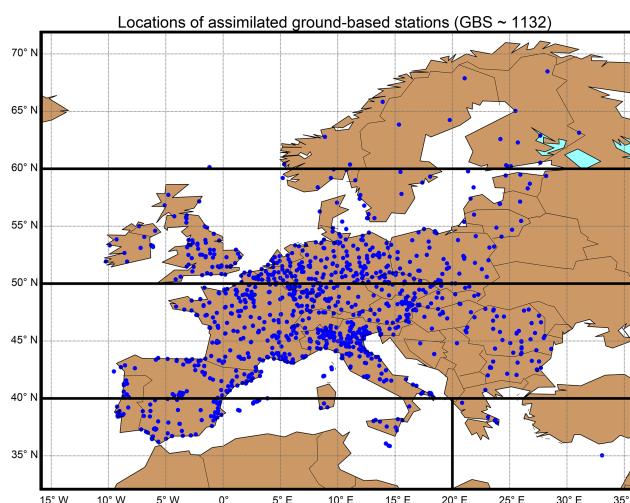 Locations of assimilated ground-based stations (GBS ~ 1132)
70° N
65° N
60° N
55° N
50° N
45° N
40° N
35° N
15° W 10° W 5° W 0° 5° E 10° E 15° E 20° E 25° E 30° E 35°